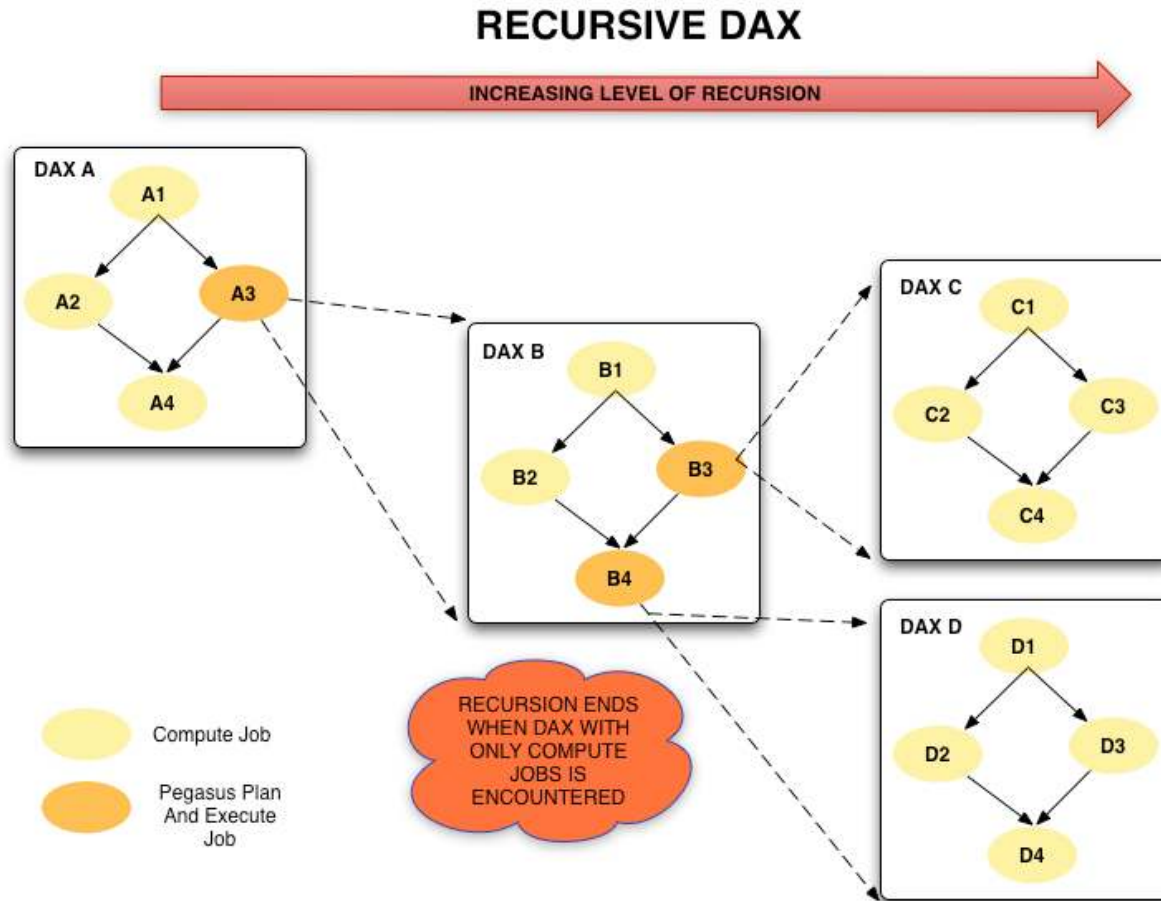 RECURSIVE DAX
INCREASING LEVEL OF RECURSION
DAX A
A1
A2
A3
A4
DAX B
B1
B2
B3
B4
DAX C
C1
C2
C3
C4
DAX D
D1
D2
D3
D4
RECURSION ENDS
WHEN DAX WITH
ONLY COMPUTE
JOBS IS
ENCOUNTERED
Compute Job
Pegasus Plan
And Execute
Job